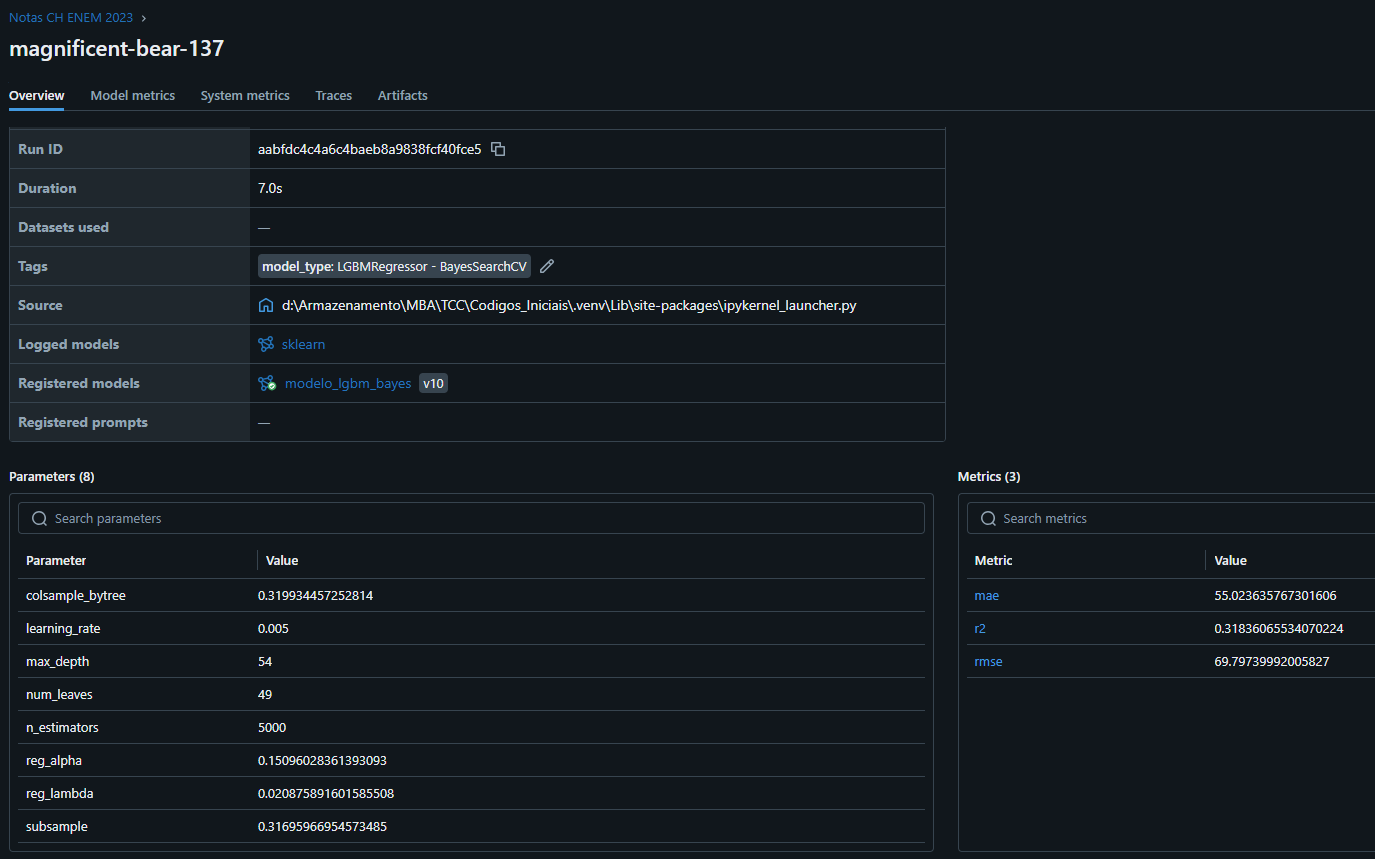 Notas CH ENEM 2023 ›
magnificent-bear-137
Overview Model metrics System metrics Traces Artifacts
Run ID aabfdc4c4a6c4baeb8a9838fcf40fce5
Duration 7.0s
Datasets used —
Tags model_type: LGBMRegressor - BayesSearchCV
Source d:\Armazenamento\MBA\TCC\Codigos_Iniciais\.venv\Lib\site-packages\ipykernel_launcher.py
Logged models sklearn
Registered models modelo_lgbm_bayes v10
Registered prompts —
Parameters (8)
Search parameters
Parameter Value
colsample_bytree 0.319934457252814
learning_rate 0.005
max_depth 54
num_leaves 49
n_estimators 5000
reg_alpha 0.15096028361393093
reg_lambda 0.020875891601585508
subsample 0.31695966954573485
Metrics (3)
Search metrics
Metric Value
mae 55.023635767301606
r2 0.31836065534070224
rmse 69.79739992005827